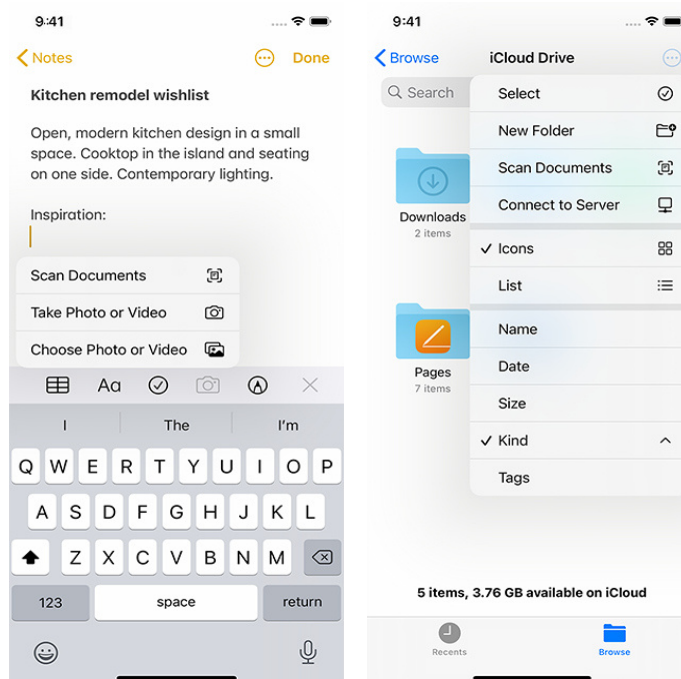 9:41
Notes
Done
Kitchen remodel wishlist
Open, modern kitchen design in a small
space. Cooktop in the island and seating
on one side. Contemporary lighting.
Inspiration:
Scan Documents
Take Photo or Video
Choose Photo or Video
Aa
I The I'm
Q W E R T Y U I O P
A S D F G H J K L
Z X C V B N M
123 space return
9:41
Browse iCloud Drive
Search
Select
New Folder
Scan Documents
Connect to Server
Icons
List
Name
Date
Size
Kind
Tags
Downloads
2 items
Pages
7 items
5 items, 3.76 GB available on iCloud
Recents Browse